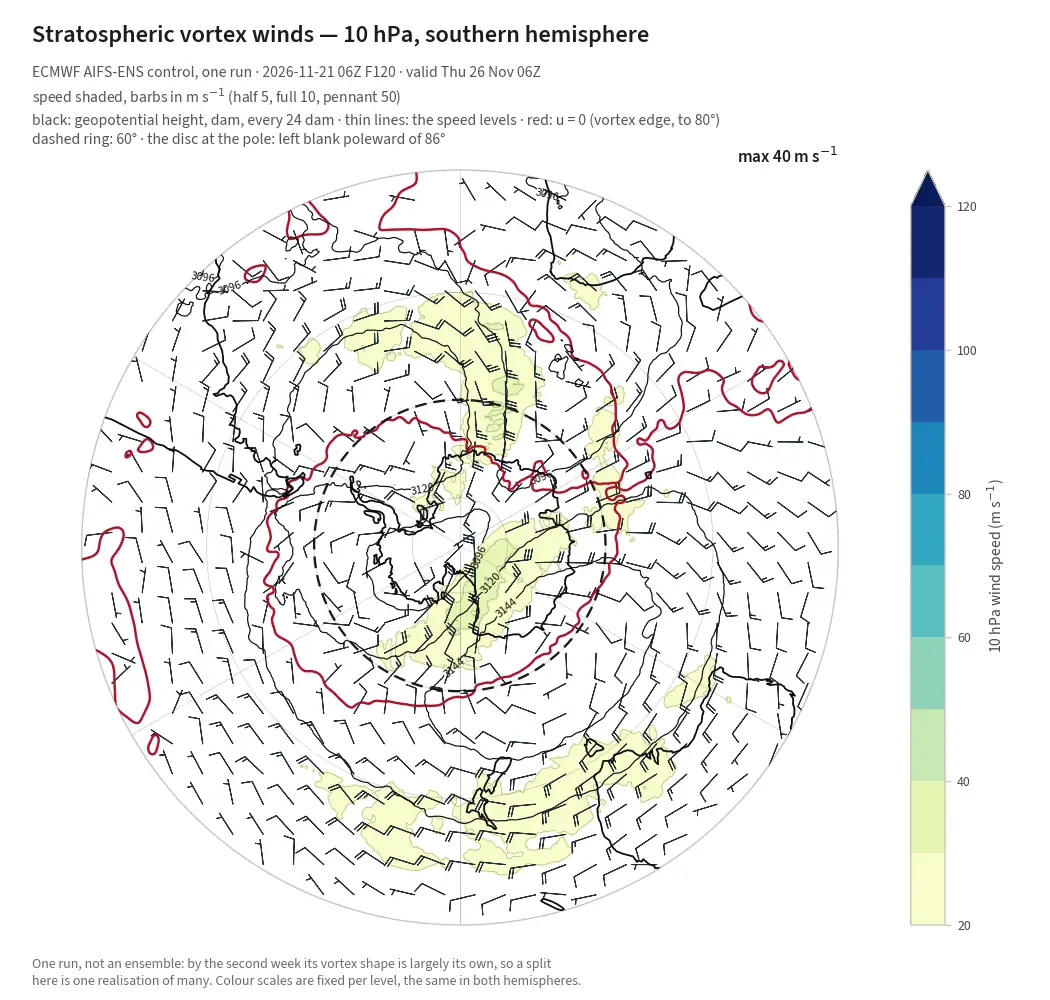 Stratospheric vortex winds — 10 hPa, southern hemisphere
ECMWF AIFS-ENS control, one run · 2026-11-21 06Z F120 · valid Thu 26 Nov 06Z
speed shaded, barbs in m s⁻¹ (half 5, full 10, pennant 50)
black: geopotential height, dam, every 24 dam · thin lines: the speed levels · red: u = 0 (vortex edge, to 80°)
dashed ring: 60° · the disc at the pole: left blank poleward of 86°
max 40 m s⁻¹
120
100
80
60
40
20
10 hPa wind speed (m s⁻¹)
3096
3096
3120
3120
3144
One run, not an ensemble: by the second week its vortex shape is largely its own, so a split
here is one realisation of many. Colour scales are fixed per level, the same in both hemispheres.